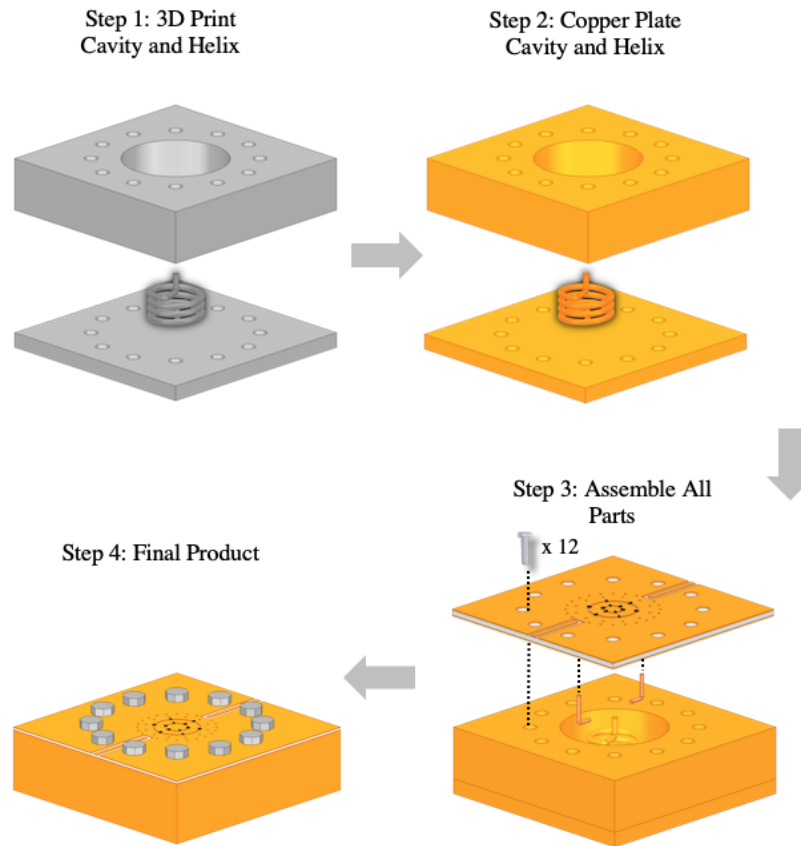 Step 1: 3D Print
Cavity and Helix
Step 2: Copper Plate
Cavity and Helix
Step 3: Assemble All
Parts
x 12
Step 4: Final Product